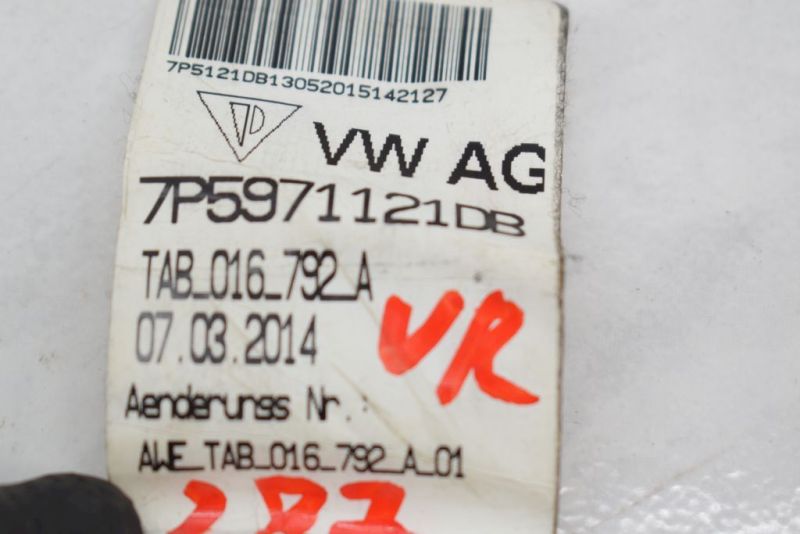 7P5121DB13052015142127
VW AG
7P5971121DB
TAB_016_792_A
07.03.2014
VR
Aenderungs Nr.:
AWE_TAB_016_792_A_01